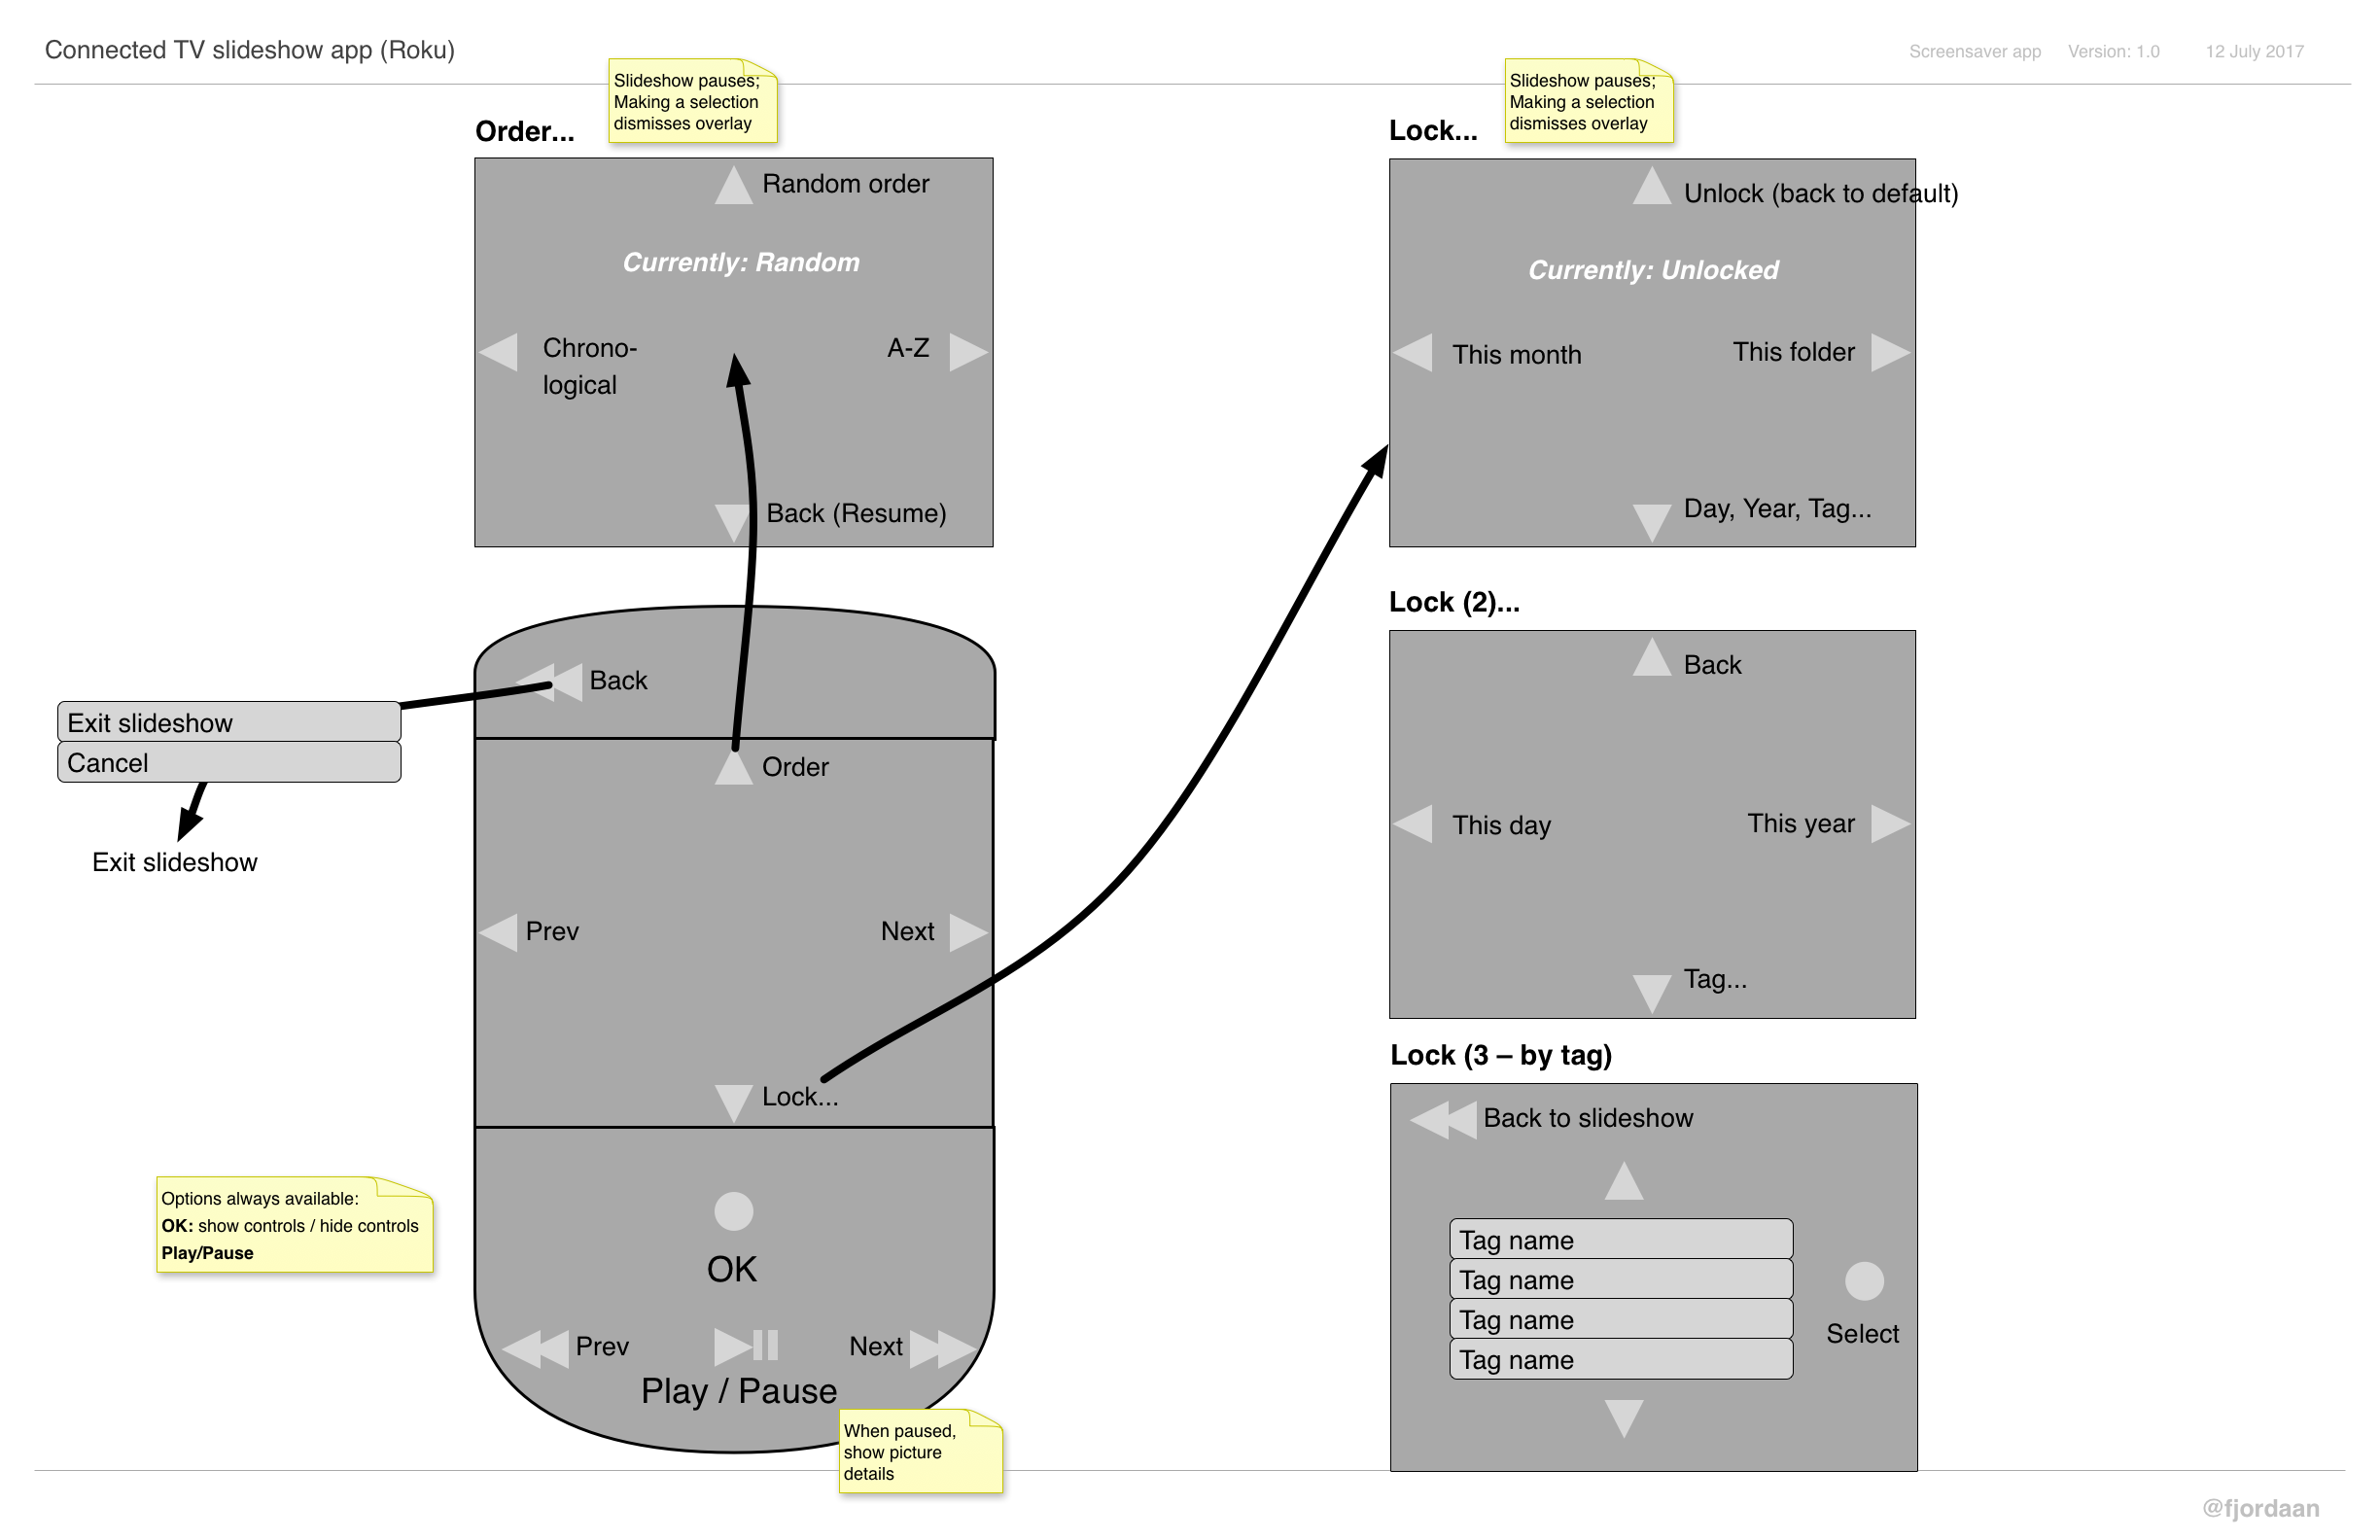 Connected TV slideshow app (Roku)
Screensaver app
Version: 1.0
12 July 2017
Slideshow pauses;
Making a selection
dismisses overlay
Order...
Random order
Currently: Random
Chrono-
logical
A-Z
Back (Resume)
Slideshow pauses;
Making a selection
dismisses overlay
Lock...
Unlock (back to default)
Currently: Unlocked
This month
This folder
Day, Year, Tag...
Back
Exit slideshow
Cancel
Exit slideshow
Order
Prev
Next
Lock...
OK
Prev
Next
Play / Pause
Options always available:
OK: show controls / hide controls
Play/Pause
When paused,
show picture
details
Lock (2)...
Back
This day
This year
Tag...
Lock (3 – by tag)
Back to slideshow
Tag name
Tag name
Tag name
Tag name
Select
@fjordaan